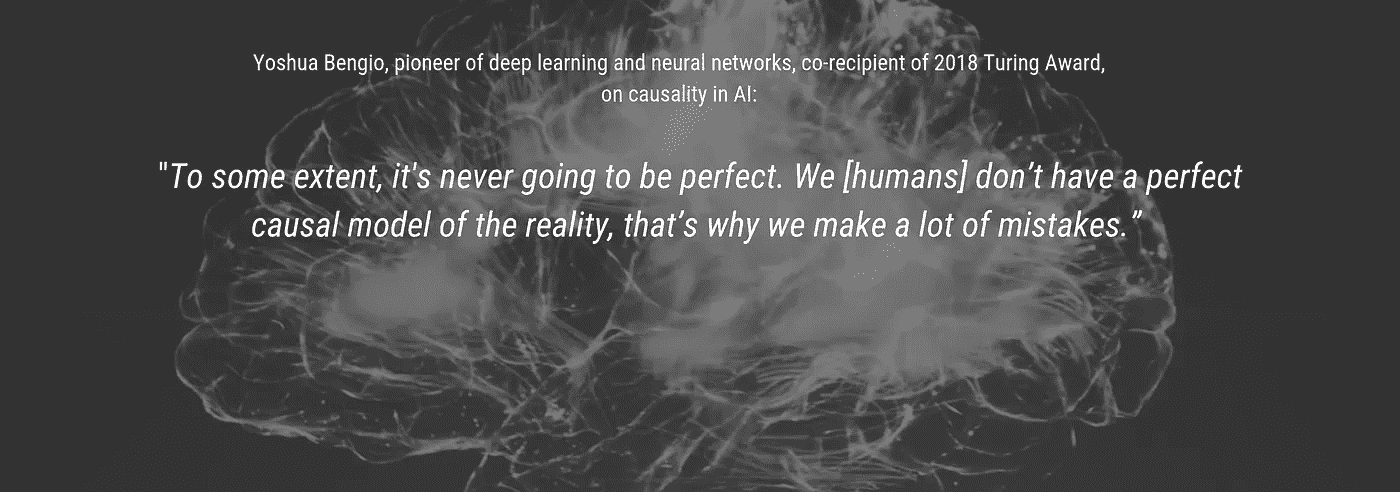 Yoshua Bengio, pioneer of deep learning and neural networks, co-recipient of 2018 Turing Award,
on causality in AI:
"To some extent, it's never going to be perfect. We [humans] don’t have a perfect
causal model of the reality, that’s why we make a lot of mistakes.”